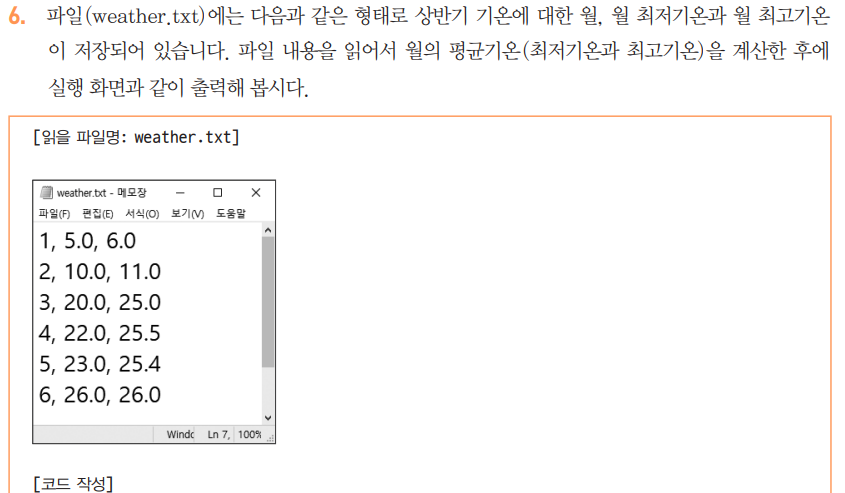 6. 파일(weather.txt)에는 다음과 같은 형태로 상반기 기온에 대한 월, 월 최저기온과 월 최고기온
이 저장되어 있습니다. 파일 내용을 읽어서 월의 평균기온(최저기온과 최고기온)을 계산한 후에
실행 화면과 같이 출력해 봅시다.
[읽을 파일명: weather.txt]
weather.txt - 메모장
파일(F) 편집(E) 서식(O) 보기(V) 도움말
1, 5.0, 6.0
2, 10.0, 11.0
3, 20.0, 25.0
4, 22.0, 25.5
5, 23.0, 25.4
6, 26.0, 26.0
Windc Ln 7, 100%
[코드 작성]